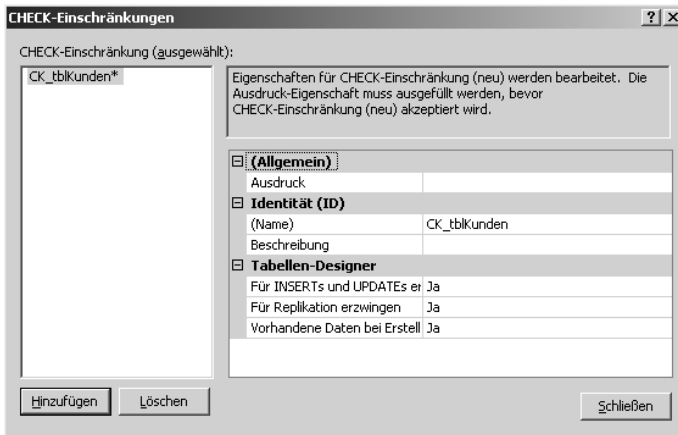 CHECK-Einschränkungen
CHECK-Einschränkung (ausgewählt):
CK_tblKunden*
Eigenschaften für CHECK-Einschränkung (neu) werden bearbeitet. Die
Ausdruck-Eigenschaft muss ausgefüllt werden, bevor
CHECK-Einschränkung (neu) akzeptiert wird.
(Allgemein)
Ausdruck
Identität (ID)
(Name) CK_tblKunden
Beschreibung
Tabellen-Designer
Für INSERTs und UPDATEs er Ja
Für Replikation erzwingen Ja
Vorhandene Daten bei Erstell Ja
Hinzufügen Löschen
Schließen